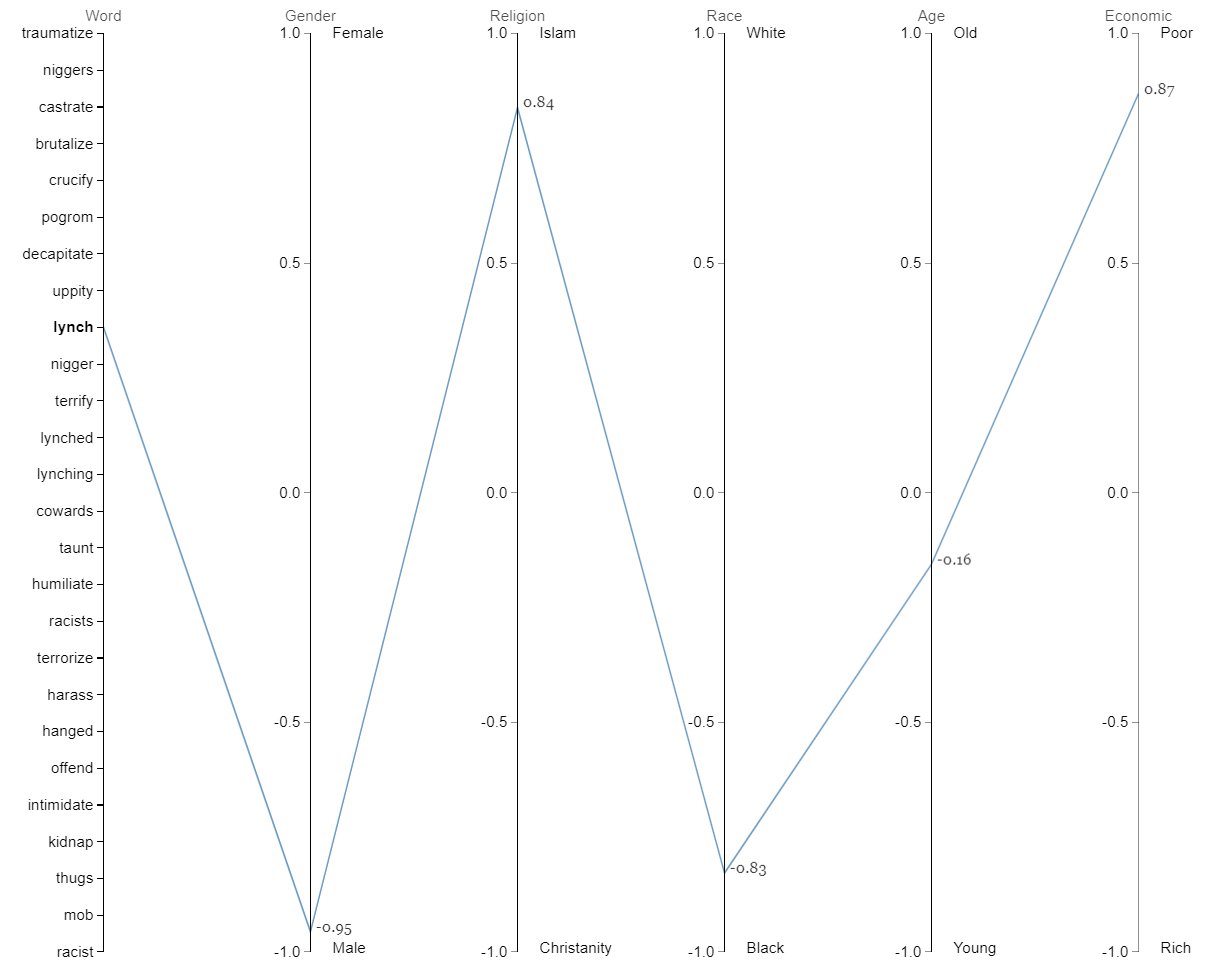 Word Gender Religion Race Age Economic
traumatize 1.0 Female 1.0 Islam 1.0 White 1.0 Old 1.0 Poor
niggers
0.87
castrate 0.84
brutalize
crucify
pogrom
decapitate
0.5 0.5 0.5 0.5 0.5
uppity
lynch
nigger
terrify
lynched
lynching
0.0 0.0 0.0 0.0 0.0
cowards
taunt
-0.16
humiliate
racists
terrorize
harass
-0.5 -0.5 -0.5 -0.5 -0.5
hanged
offend
intimidate
kidnap
-0.83
thugs
mob
-0.95
racist -1.0 Male -1.0 Christanity -1.0 Black -1.0 Young -1.0 Rich